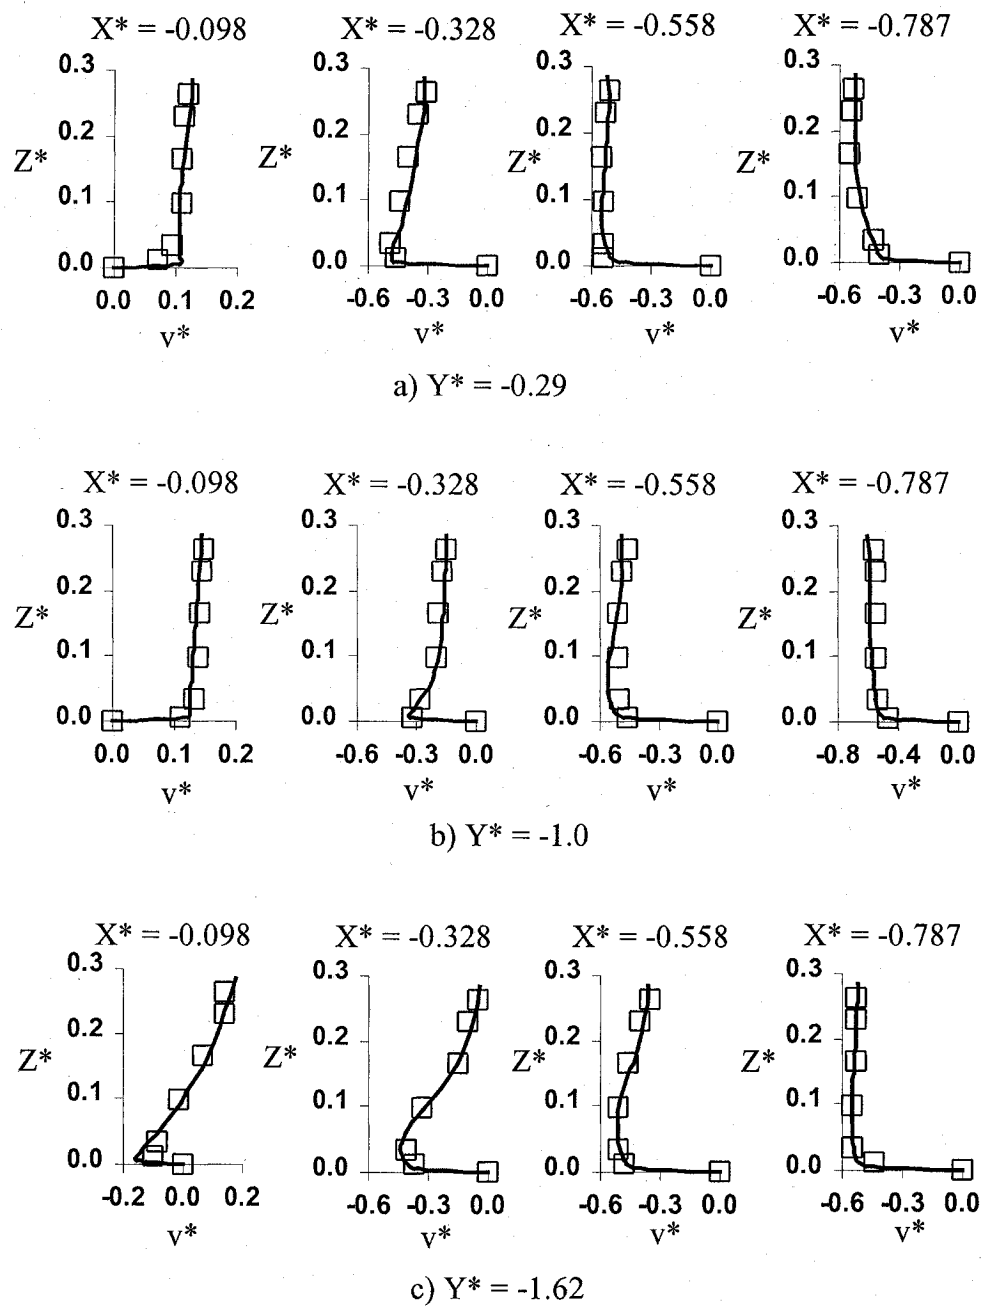 X* = -0.098 X* = -0.328 X* = -0.558 X* = -0.787
0.3 0.3 0.3 0.3
0.2 0.2 0.2 0.2
Z* Z* Z* Z*
0.1 0.1 0.1 0.1
0.0 0.0 0.0 0.0
0.0 0.1 0.2 -0.6 -0.3 0.0 -0.6 -0.3 0.0 -0.6 -0.3 0.0
v* v* v* v*
a) Y* = -0.29
X* = -0.098 X* = -0.328 X* = -0.558 X* = -0.787
0.3 0.3 0.3 0.3
0.2 0.2 0.2 0.2
Z* Z* Z* Z*
0.1 0.1 0.1 0.1
0.0 0.0 0.0 0.0
0.0 0.1 0.2 -0.6 -0.3 0.0 -0.6 -0.3 0.0 -0.8 -0.4 0.0
v* v* v* v*
b) Y* = -1.0
X* = -0.098 X* = -0.328 X* = -0.558 X* = -0.787
0.3 0.3 0.3 0.3
0.2 0.2 0.2 0.2
Z* Z* Z* Z*
0.1 0.1 0.1 0.1
0.0 0.0 0.0 0.0
-0.2 0.0 0.2 -0.6 -0.3 0.0 -0.6 -0.3 0.0 -0.6 -0.3 0.0
v* v* v* v*
c) Y* = -1.62